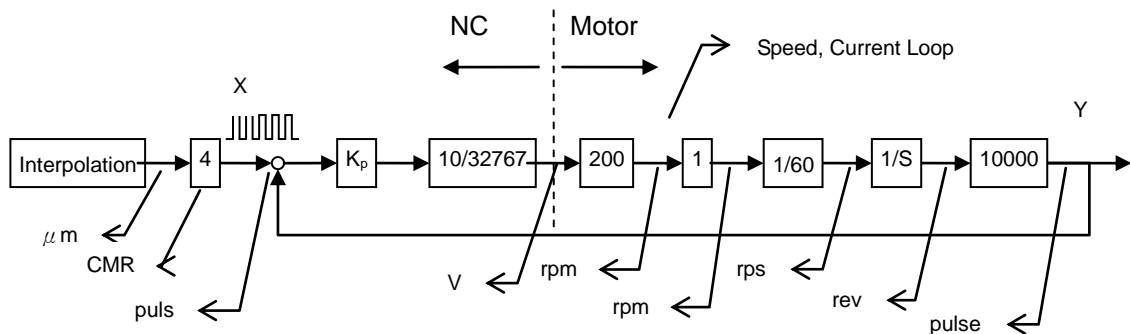 NC
Motor
Speed, Current Loop
X
Y
Interpolation
4
Kp
10/32767
200
1
1/60
1/S
10000
μm
CMR
puls
V
rpm
rpm
rps
rev
pulse